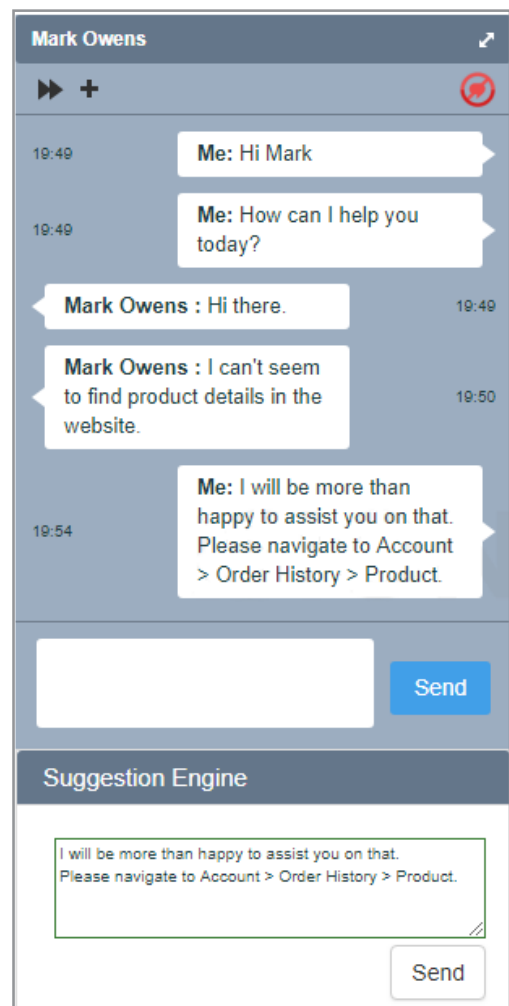 Mark Owens
19:49
Me: Hi Mark
19:49
Me: How can I help you
today?
Mark Owens : Hi there.
19:49
Mark Owens : I can't seem
to find product details in the
website.
19:50
19:54
Me: I will be more than
happy to assist you on that.
Please navigate to Account
> Order History > Product.
Send
Suggestion Engine
I will be more than happy to assist you on that.
Please navigate to Account > Order History > Product.
Send